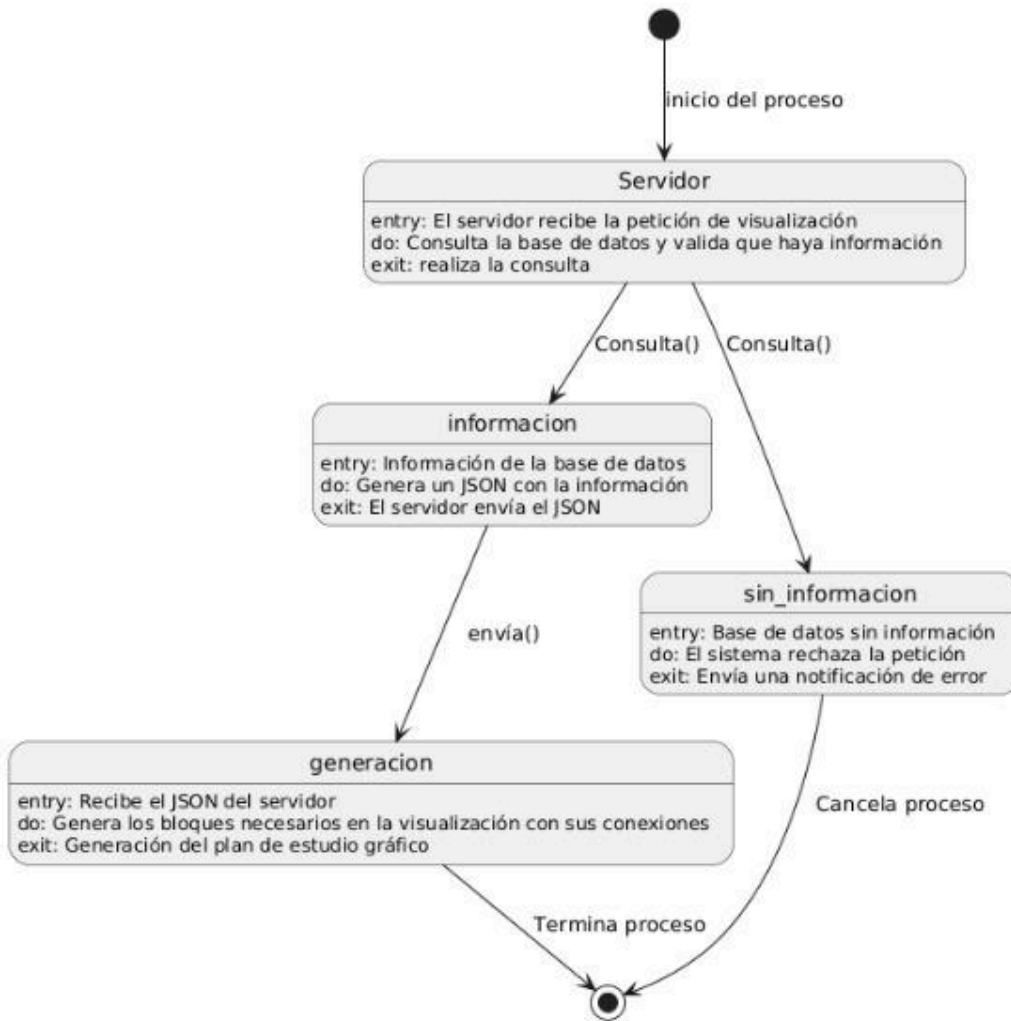 inicio del proceso
Servidor
entry: El servidor recibe la petición de visualización
do: Consulta la base de datos y valida que haya información
exit: realiza la consulta
Consulta()
Consulta()
informacion
entry: Información de la base de datos
do: Genera un JSON con la información
exit: El servidor envía el JSON
sin_informacion
entry: Base de datos sin información
do: El sistema rechaza la petición
exit: Envía una notificación de error
envía()
generacion
entry: Recibe el JSON del servidor
do: Genera los bloques necesarios en la visualización con sus conexiones
exit: Generación del plan de estudio gráfico
Cancela proceso
Termina proceso